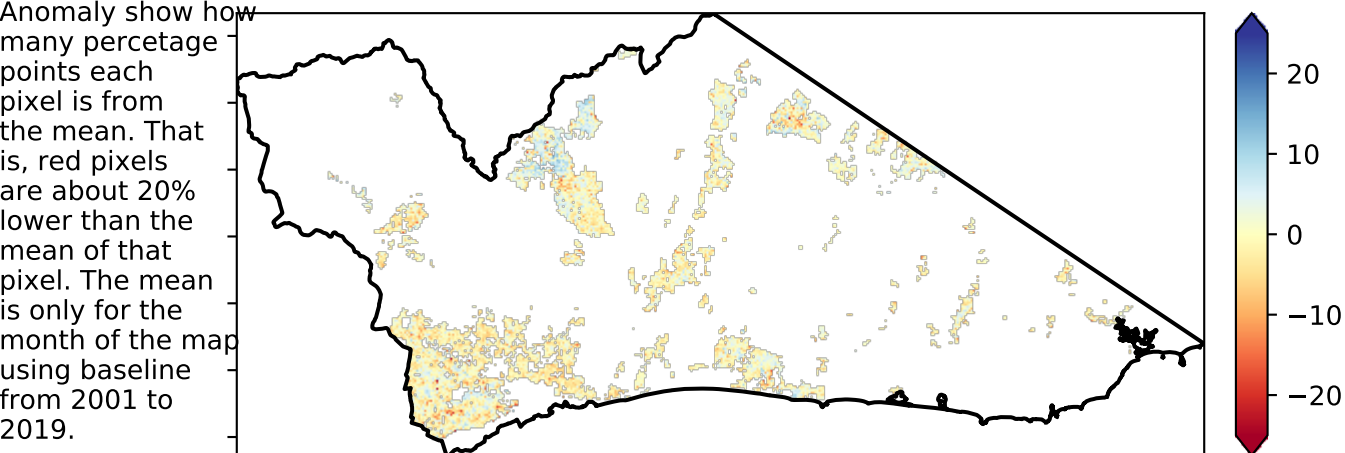 Anomaly show how
many percetage
points each
pixel is from
the mean. That
is, red pixels
are about 20%
lower than the
mean of that
pixel. The mean
is only for the
month of the map
using baseline
from 2001 to
2019.
20
10
0
−10
−20